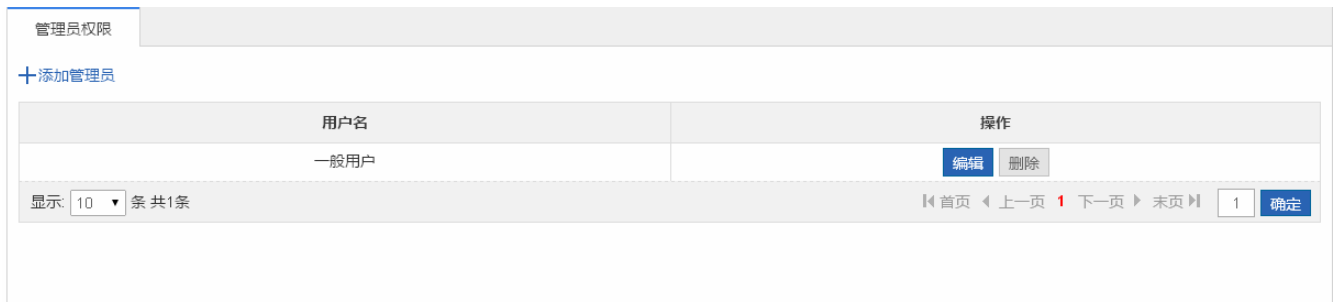 管理员权限
添加管理员
用户名 操作
一般用户 编辑 删除
显示: 10 条 共1条 首页 上一页 1 下一页 末页 1 确定